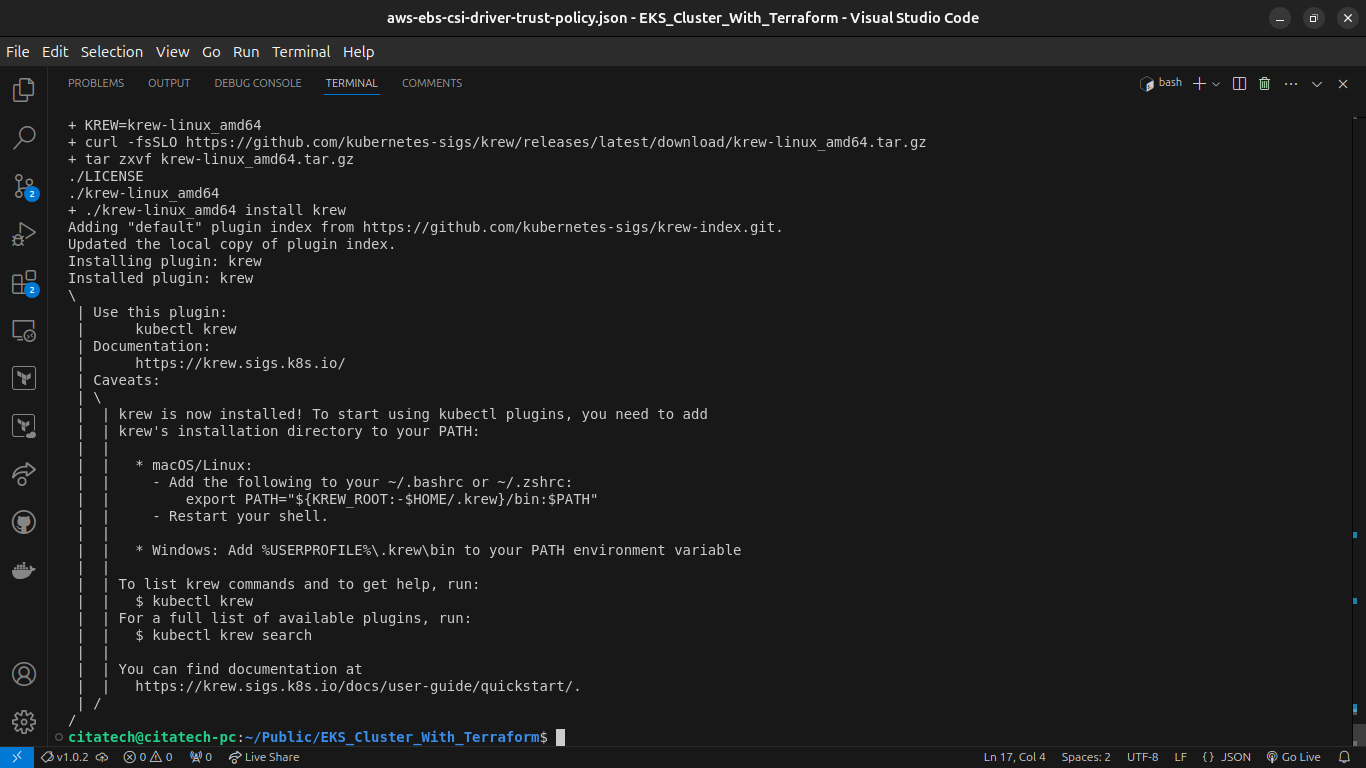 aws-ebs-csi-driver-trust-policy.json - EKS_Cluster_With_Terraform - Visual Studio Code
File Edit Selection View Go Run Terminal Help
PROBLEMS OUTPUT DEBUG CONSOLE TERMINAL COMMENTS
bash
+ KREW=krew-linux_amd64
+ curl -fsSLO https://github.com/kubernetes-sigs/krew/releases/latest/download/krew-linux_amd64.tar.gz
+ tar zxvf krew-linux_amd64.tar.gz
./LICENSE
./krew-linux_amd64
+ ./krew-linux_amd64 install krew
Adding "default" plugin index from https://github.com/kubernetes-sigs/krew-index.git.
Updated the local copy of plugin index.
Installing plugin: krew
Installed plugin: krew
\
 | Use this plugin:
 |      kubectl krew
 | Documentation:
 |      https://krew.sigs.k8s.io/
 | Caveats:
 | \
 |  | krew is now installed! To start using kubectl plugins, you need to add
 |  | krew's installation directory to your PATH:
 |  |
 |  |   * macOS/Linux:
 |  |     - Add the following to your ~/.bashrc or ~/.zshrc:
 |  |         export PATH="${KREW_ROOT:-$HOME/.krew}/bin:$PATH"
 |  |     - Restart your shell.
 |  |
 |  |   * Windows: Add %USERPROFILE%\.krew\bin to your PATH environment variable
 |  |
 |  | To list krew commands and to get help, run:
 |  |   $ kubectl krew
 |  | For a full list of available plugins, run:
 |  |   $ kubectl krew search
 |  |
 |  | You can find documentation at
 |  |   https://krew.sigs.k8s.io/docs/user-guide/quickstart/.
 | /
/
citatech@citatech-pc:~/Public/EKS_Cluster_With_Terraform$
2
2
v1.0.2 0 0 0 Live Share Ln 17, Col 4 Spaces: 2 UTF-8 LF { } JSON Go Live